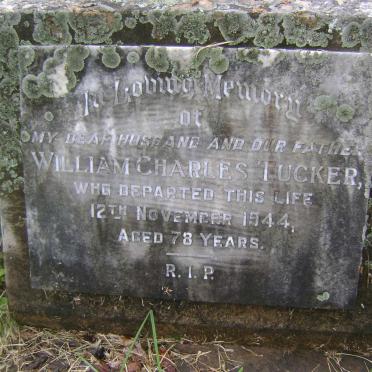 In Loving Memory
OF
MY DEAR HUSBAND AND OUR FATHER
WILLIAM CHARLES TUCKER,
WHO DEPARTED THIS LIFE
12TH NOVEMBER 1944,
AGED 78 YEARS.
R.I.P.